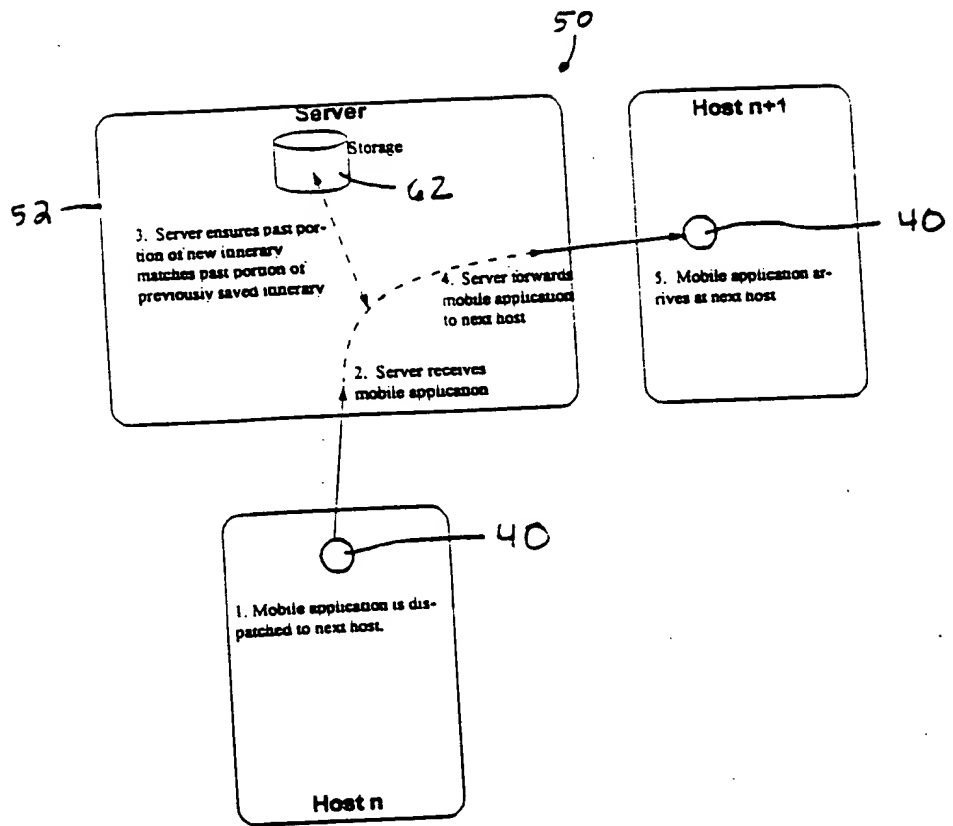 50
Server
Storage
62
52
3. Server ensures past por-
tion of new itinerary
matches past portion of
previously saved itinerary
4. Server forwards
mobile application
to next host
2. Server receives
mobile application
Host n+1
40
5. Mobile application ar-
rives at next host
40
1. Mobile application is dis-
patched to next host.
Host n